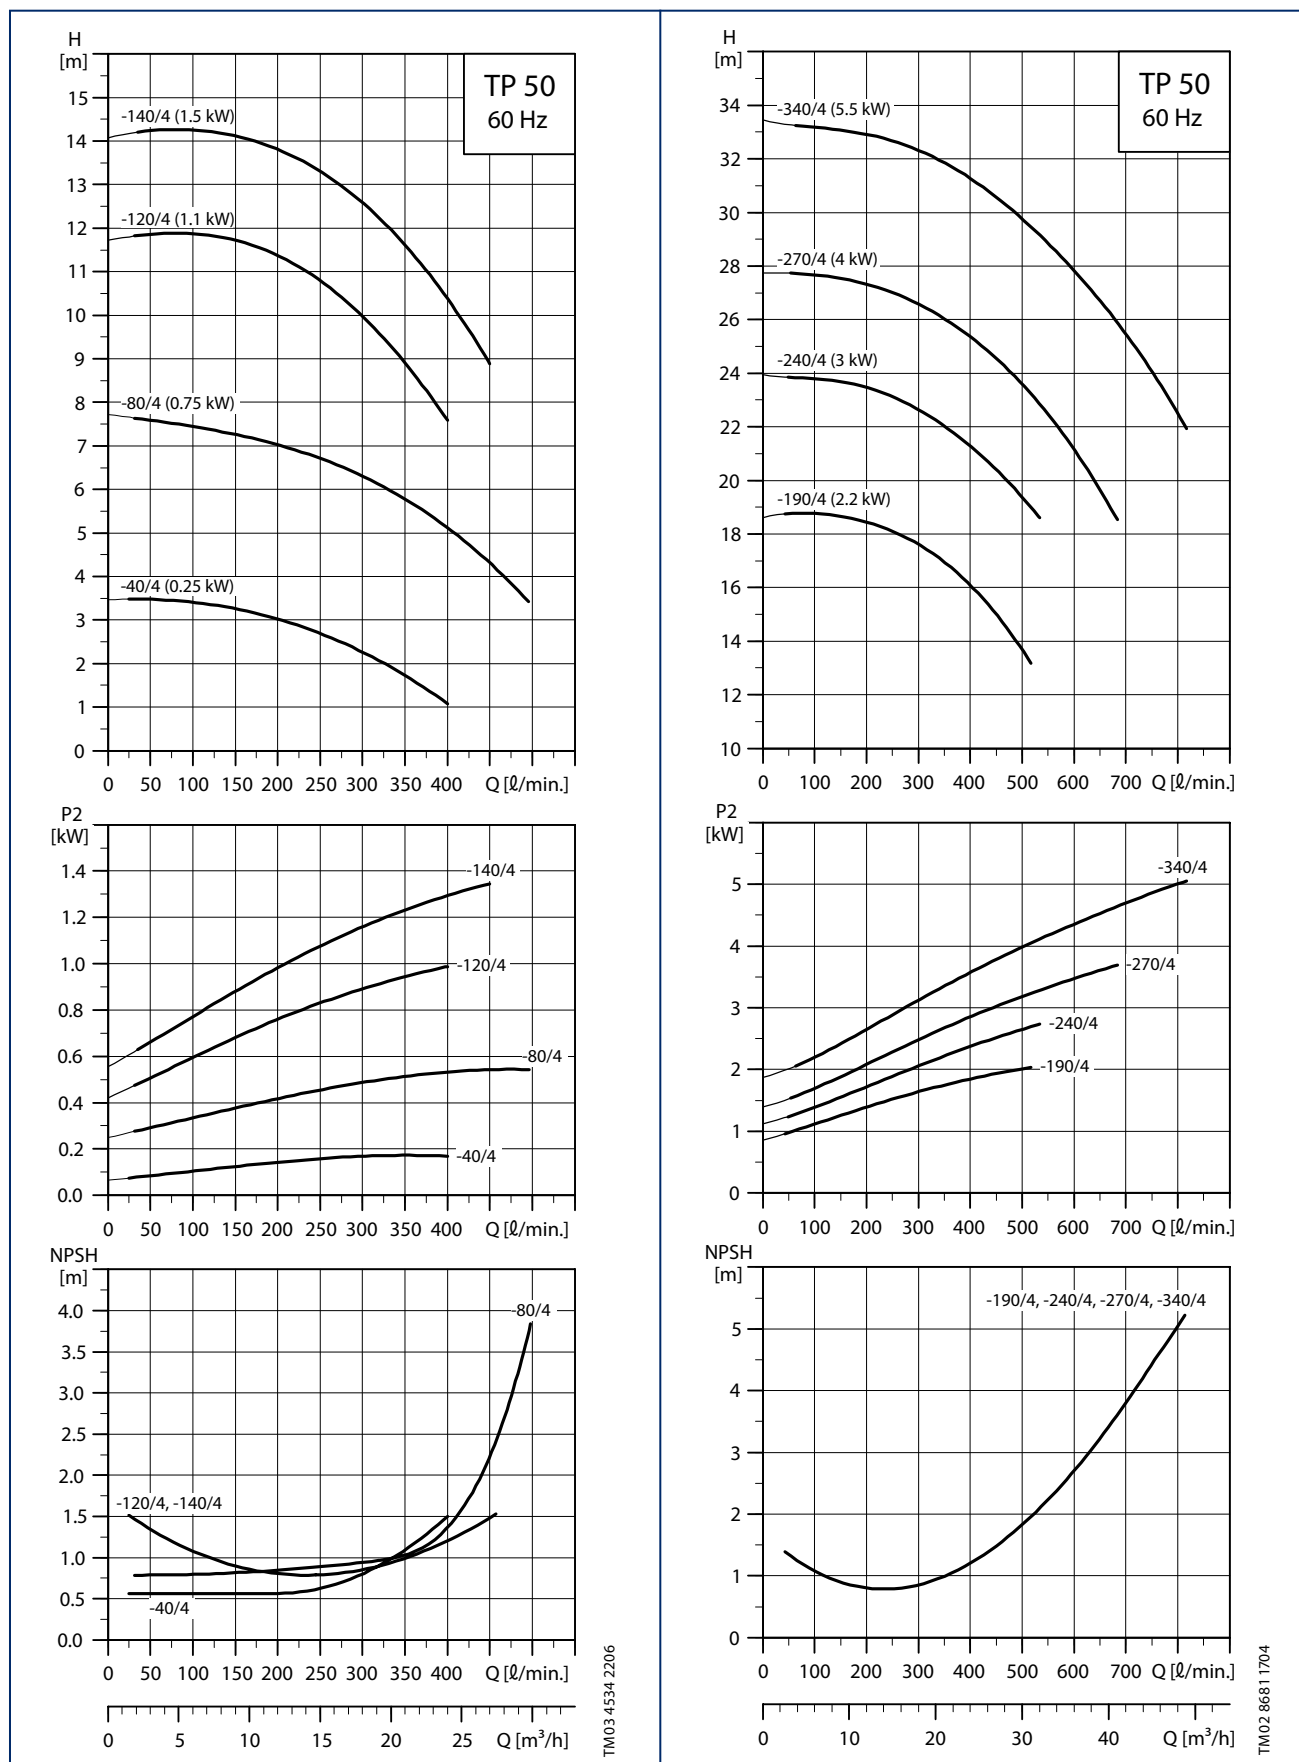 H
[m]
TP 50
60 Hz
15
14
13
12
11
10
9
8
7
6
5
4
3
2
1
0
-140/4 (1.5 kW)
-120/4 (1.1 kW)
-80/4 (0.75 kW)
-40/4 (0.25 kW)
0 50 100 150 200 250 300 350 400 Q [ℓ/min.]
P2
[kW]
1.4
1.2
1.0
0.8
0.6
0.4
0.2
0.0
-140/4
-120/4
-80/4
-40/4
0 50 100 150 200 250 300 350 400 Q [ℓ/min.]
NPSH
[m]
4.0
3.5
3.0
2.5
2.0
1.5
1.0
0.5
0.0
-80/4
-120/4, -140/4
-40/4
0 50 100 150 200 250 300 350 400 Q [ℓ/min.]
0 5 10 15 20 25 Q [m³/h]
TM03 4534 2206
H
[m]
TP 50
60 Hz
34
32
30
28
26
24
22
20
18
16
14
12
10
-340/4 (5.5 kW)
-270/4 (4 kW)
-240/4 (3 kW)
-190/4 (2.2 kW)
0 100 200 300 400 500 600 700 Q [ℓ/min.]
P2
[kW]
5
4
3
2
1
0
-340/4
-270/4
-240/4
-190/4
0 100 200 300 400 500 600 700 Q [ℓ/min.]
NPSH
[m]
5
4
3
2
1
0
-190/4, -240/4, -270/4, -340/4
0 100 200 300 400 500 600 700 Q [ℓ/min.]
0 10 20 30 40 Q [m³/h]
TM02 8681 1704